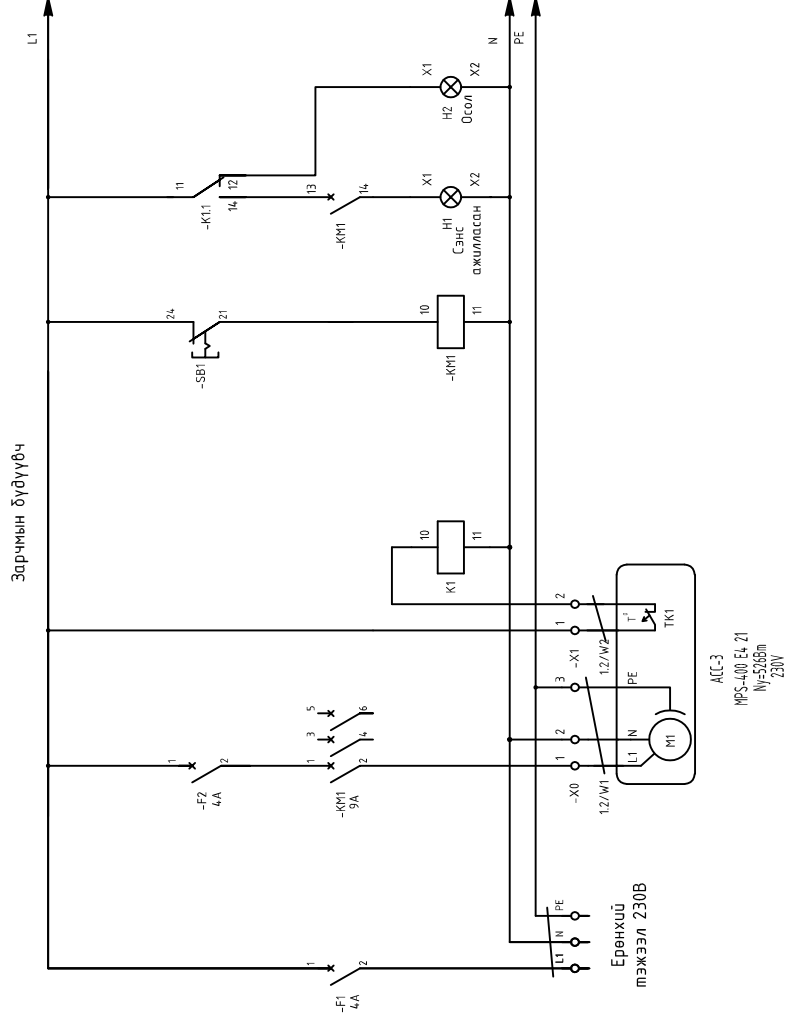 Зарчмын бүдүүвч
L1
-F1
4A
1
2
-F2
4A
1
2
-KM1
9A
1
2
3
4
5
6
-SB1
24
21
-K1.1
11
14
12
-KM1
13
14
K1
10
11
-KM1
10
11
H1
Сэнс
ажилласан
X1
X2
H2
Осол
X1
X2
N
PE
L1
N
PE
Ерөнхий
тэжээл 230В
-X0
1
2
3
1.2/W1
-X1
1
2
1.2/W2
L1
N
PE
M1
T°
TK1
АСС-3
MPS-400 E4 21
Ny=526Вт
230V